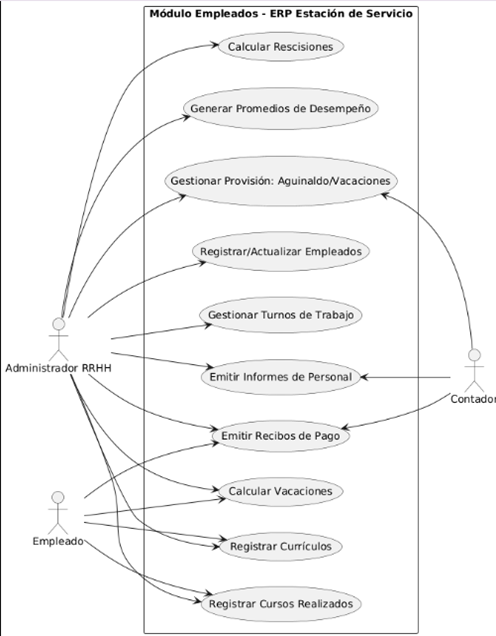 Módulo Empleados - ERP Estación de Servicio
Calcular Rescisiones
Generar Promedios de Desempeño
Gestionar Provisión: Aguinaldo/Vacaciones
Registrar/Actualizar Empleados
Gestionar Turnos de Trabajo
Administrador RRHH
Emitir Informes de Personal
Contador
Emitir Recibos de Pago
Calcular Vacaciones
Empleado
Registrar Currículos
Registrar Cursos Realizados